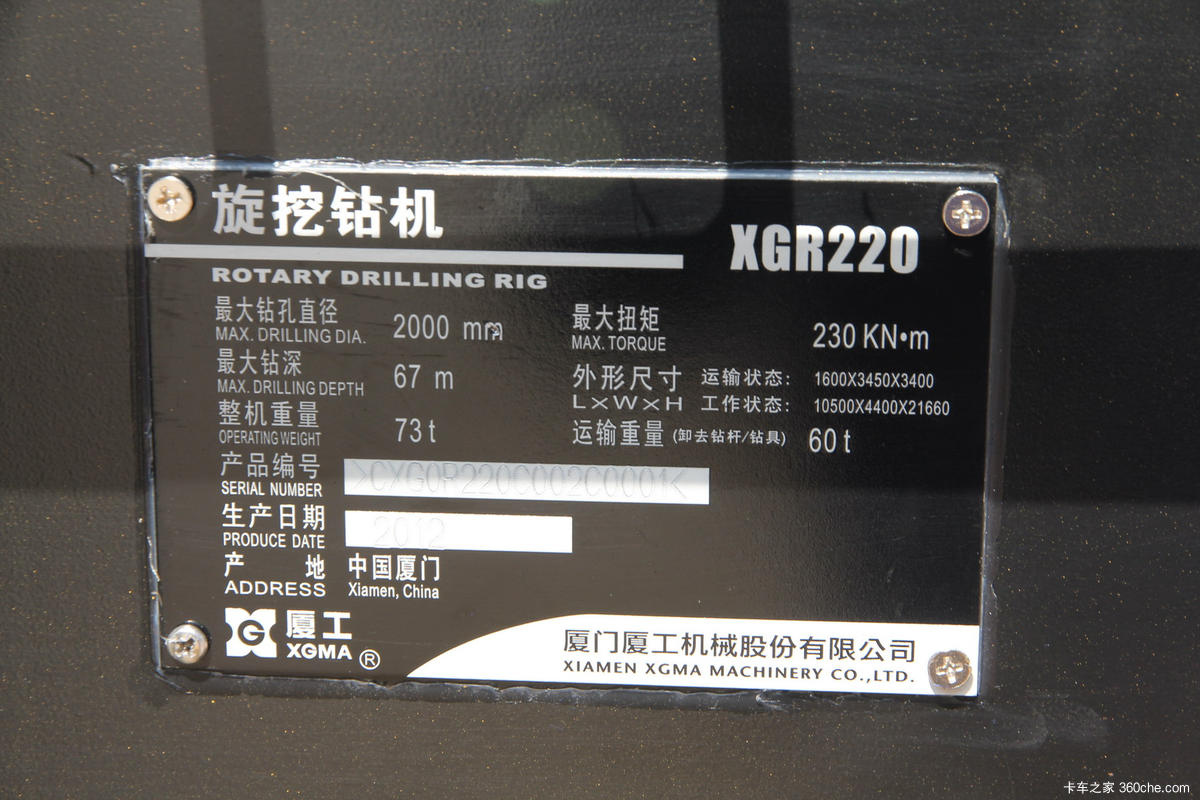 旋挖钻机
XGR220
ROTARY DRILLING RIG
最大钻孔直径
MAX. DRILLING DIA.
2000 mm
最大扭矩
MAX. TORQUE
230 KN•m
最大钻深
MAX. DRILLING DEPTH
67 m
外形尺寸 运输状态: 1600X3450X3400
L×W×H 工作状态: 10500X4400X21660
整机重量
OPERATING WEIGHT
73 t
运输重量 (卸去钻杆/钻具) 60 t
产品编号
SERIAL NUMBER
>CXG0R220C002C0001<
生产日期
PRODUCE DATE
2012
产 地
ADDRESS
中国厦门
Xiamen, China
厦工
XGMA ®
厦门厦工机械股份有限公司
XIAMEN XGMA MACHINERY CO.,LTD.
卡车之家 360che.com